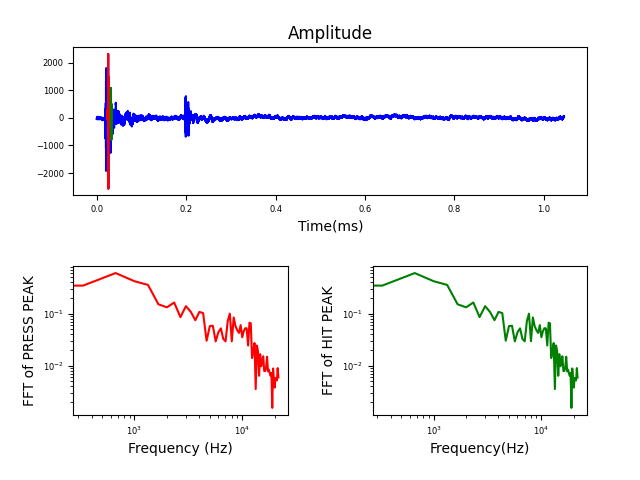 Amplitude
2000
1000
0
−1000
−2000
0.0 0.2 0.4 0.6 0.8 1.0
Time(ms)
FFT of PRESS PEAK
10⁻¹
10⁻²
10³ 10⁴
Frequency (Hz)
FFT of HIT PEAK
10⁻¹
10⁻²
10³ 10⁴
Frequency(Hz)